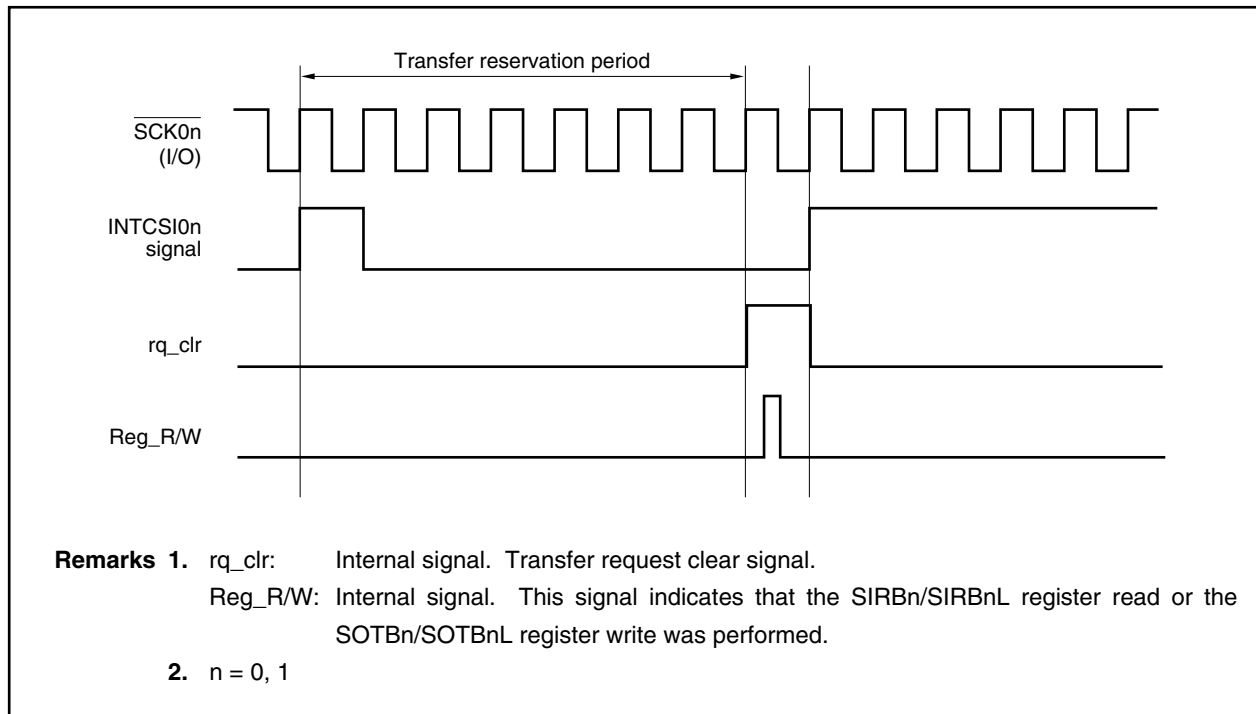 Transfer reservation period
SCK0n
(I/O)
INTCSI0n
signal
rq_clr
Reg_R/W
Remarks 1. rq_clr: Internal signal. Transfer request clear signal.
Reg_R/W: Internal signal. This signal indicates that the SIRBn/SIRBnL register read or the
SOTBn/SOTBnL register write was performed.
2. n = 0, 1